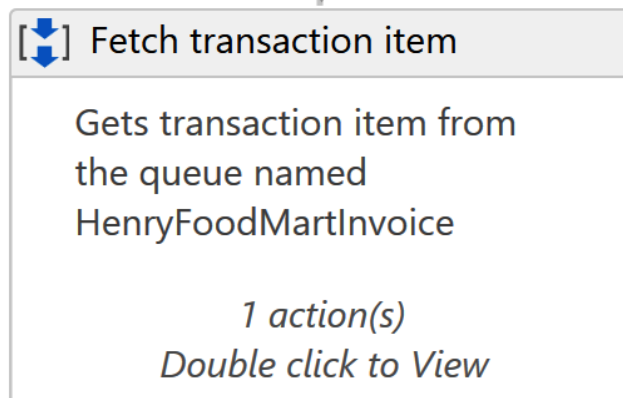 Fetch transaction item
Gets transaction item from
the queue named
HenryFoodMartInvoice
1 action(s)
Double click to View